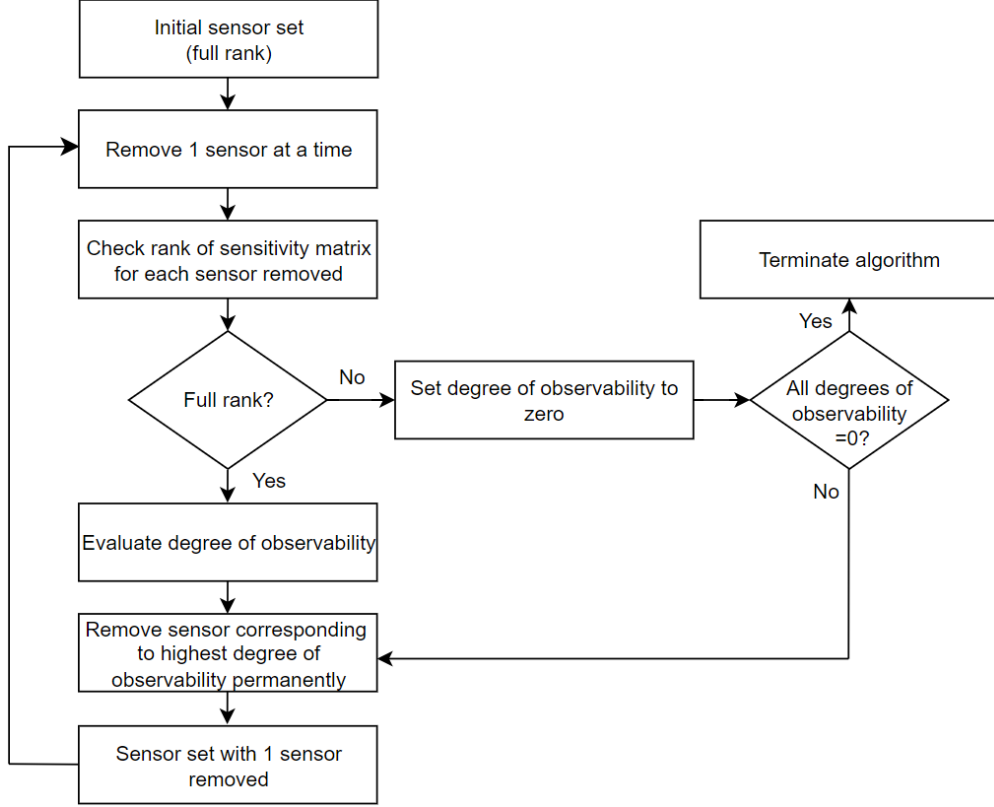 Initial sensor set
(full rank)
Remove 1 sensor at a time
Check rank of sensitivity matrix
for each sensor removed
Terminate algorithm
Yes
Full rank?
No
Set degree of observability to
zero
All degrees of
observability
=0?
Yes
No
Evaluate degree of observability
Remove sensor corresponding
to highest degree of
observability permanently
Sensor set with 1 sensor
removed